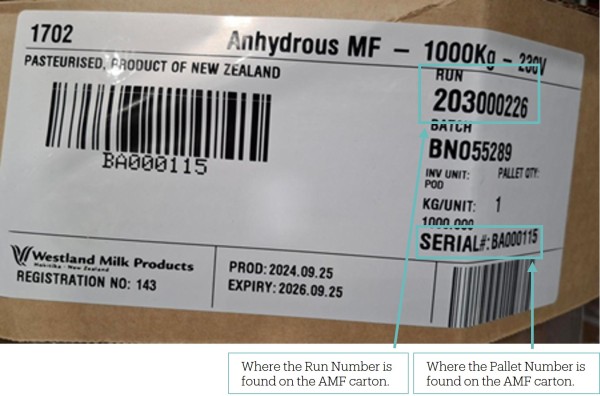 1702
Anhydrous MF – 1000Kg – 230V
PASTEURISED, PRODUCT OF NEW ZEALAND
RUN
203000226
BA000115
BATCH
BN055289
INV UNIT: PALLET QTY:
POD
KG/UNIT: 1
1000.000
SERIAL#: BA000115
Westland Milk Products
Hokitika - New Zealand
REGISTRATION NO: 143
PROD: 2024.09.25
EXPIRY: 2026.09.25
Where the Run Number is
found on the AMF carton.
Where the Pallet Number is
found on the AMF carton.